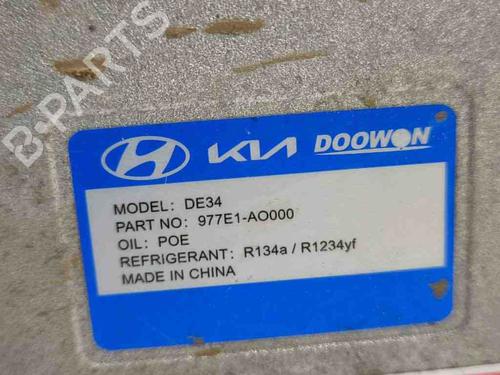 B-PARTS
KIA DOOWON
MODEL: DE34
PART NO: 977E1-AO000
OIL: POE
REFRIGERANT: R134a / R1234yf
MADE IN CHINA